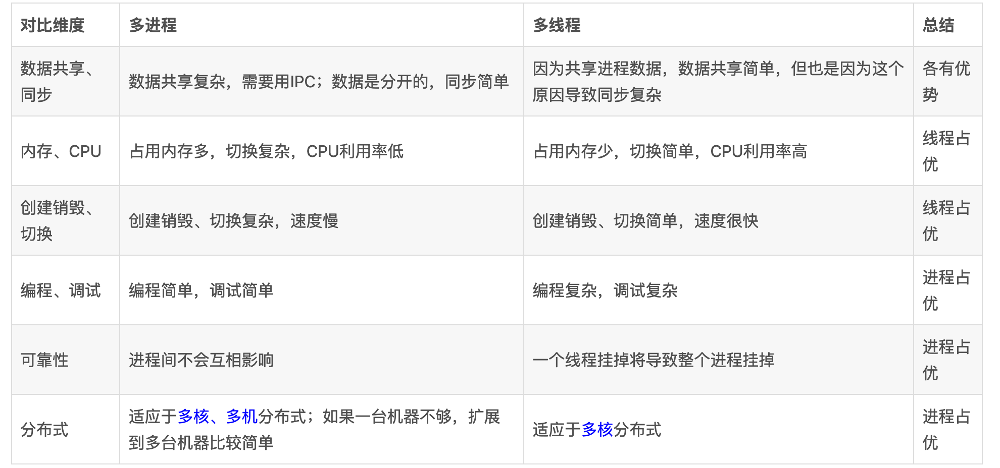 对比维度
多进程
多线程
总结
数据共享、
同步
数据共享复杂，需要用IPC；数据是分开的，同步简单
因为共享进程数据，数据共享简单，但也是因为这个
原因导致同步复杂
各有优
势
内存、CPU
占用内存多，切换复杂，CPU利用率低
占用内存少，切换简单，CPU利用率高
线程占
优
创建销毁、
切换
创建销毁、切换复杂，速度慢
创建销毁、切换简单，速度很快
线程占
优
编程、调试
编程简单，调试简单
编程复杂，调试复杂
进程占
优
可靠性
进程间不会互相影响
一个线程挂掉将导致整个进程挂掉
进程占
优
分布式
适应于多核、多机分布式；如果一台机器不够，扩展
到多台机器比较简单
适应于多核分布式
进程占
优